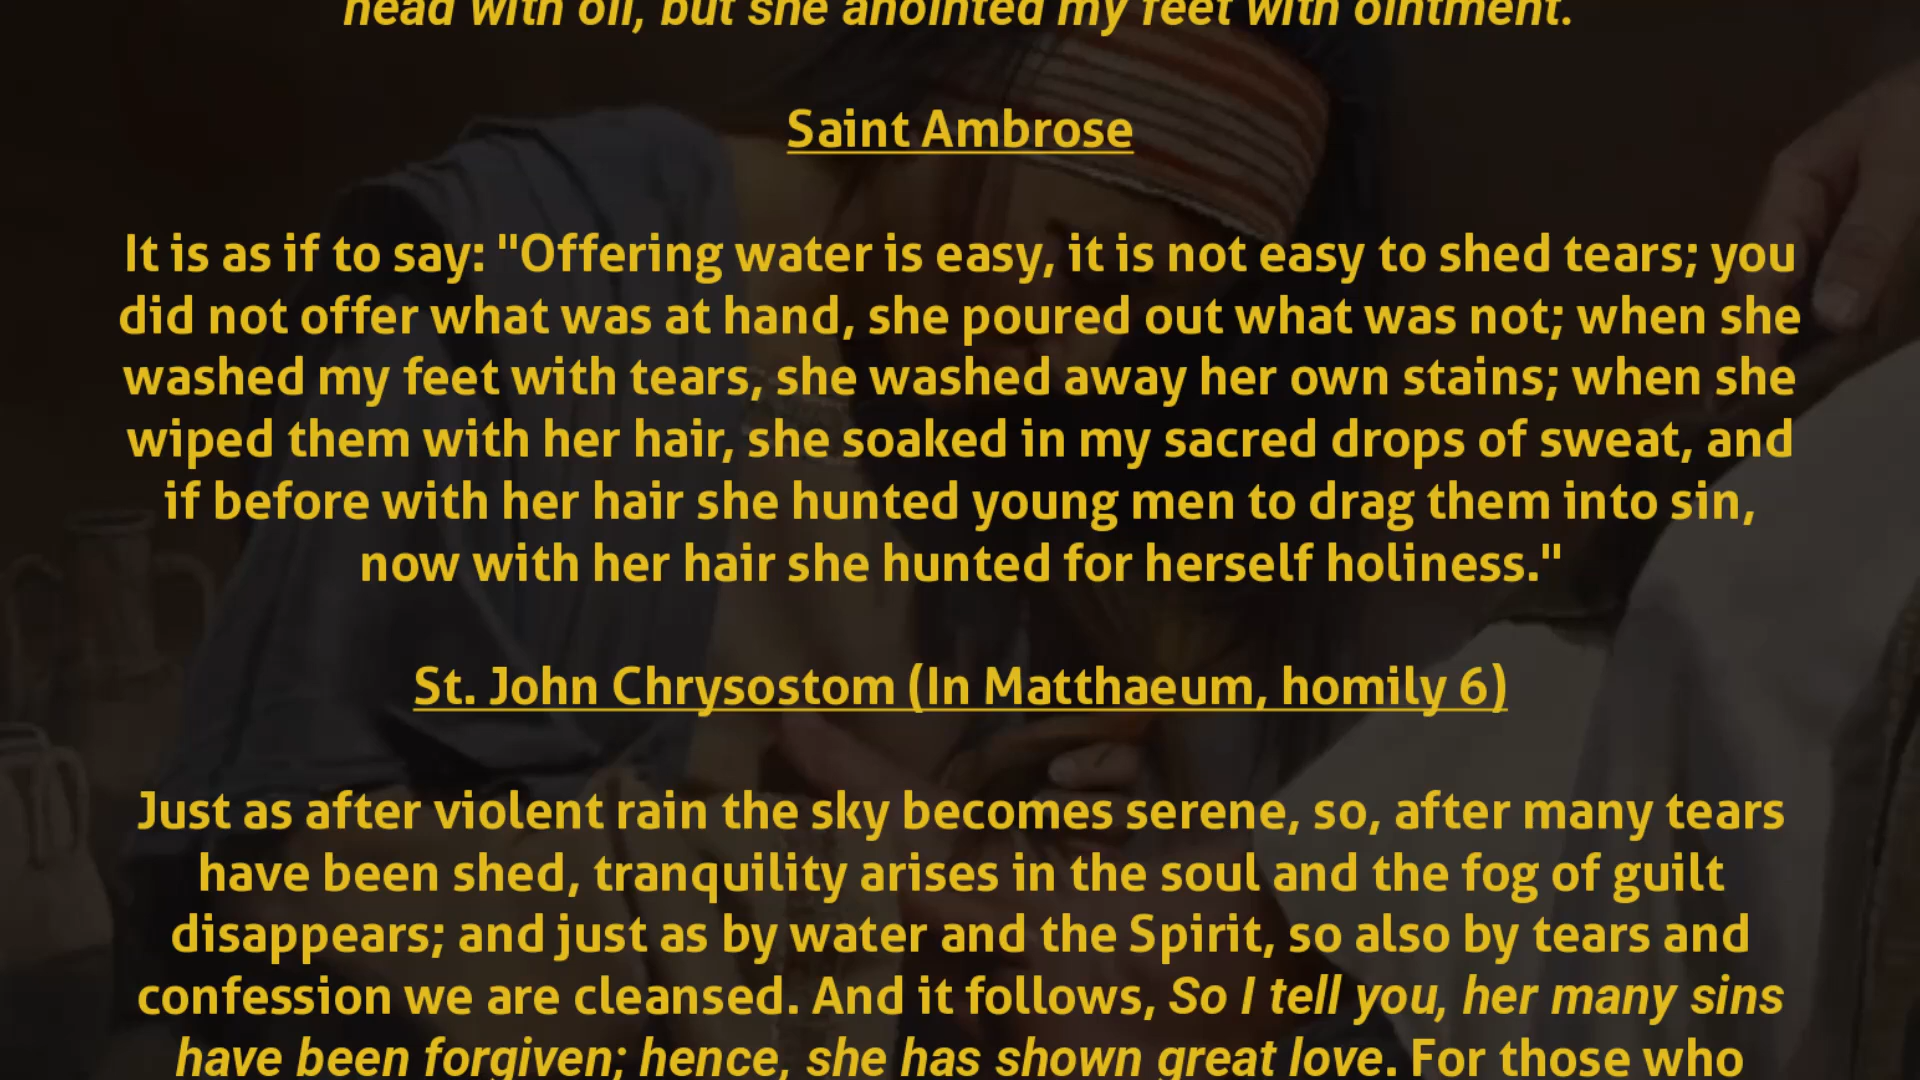 head with oil, but she anointed my feet with ointment.
Saint Ambrose
It is as if to say: "Offering water is easy, it is not easy to shed tears; you
did not offer what was at hand, she poured out what was not; when she
washed my feet with tears, she washed away her own stains; when she
wiped them with her hair, she soaked in my sacred drops of sweat, and
if before with her hair she hunted young men to drag them into sin,
now with her hair she hunted for herself holiness."
St. John Chrysostom (In Matthaeum, homily 6)
Just as after violent rain the sky becomes serene, so, after many tears
have been shed, tranquility arises in the soul and the fog of guilt
disappears; and just as by water and the Spirit, so also by tears and
confession we are cleansed. And it follows, So I tell you, her many sins
have been forgiven; hence, she has shown great love. For those who